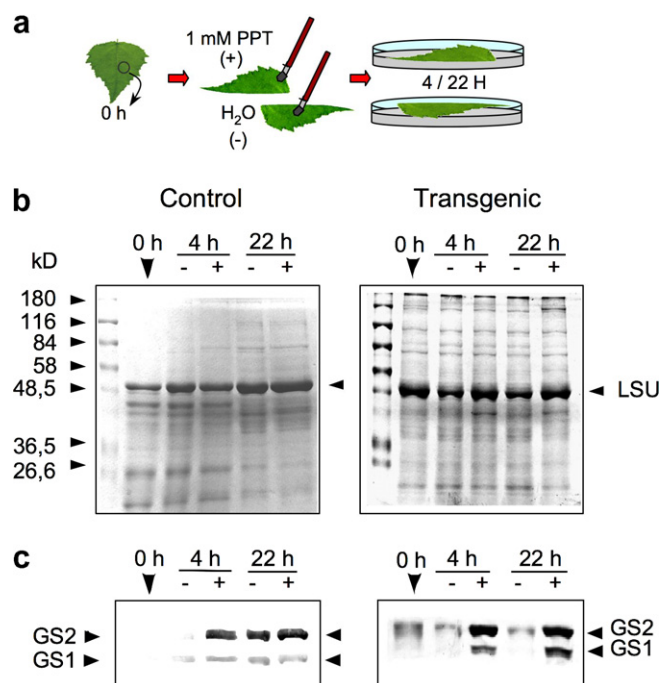 a
1 mM PPT
(+)
0 h
H₂O
(-)
4 / 22 H
b
Control
Transgenic
0 h 4 h 22 h
- + - +
0 h 4 h 22 h
- + - +
kD
180
116
84
58
48,5
36,5
26,6
LSU
c
0 h 4 h 22 h
- + - +
0 h 4 h 22 h
- + - +
GS2
GS1
GS2
GS1